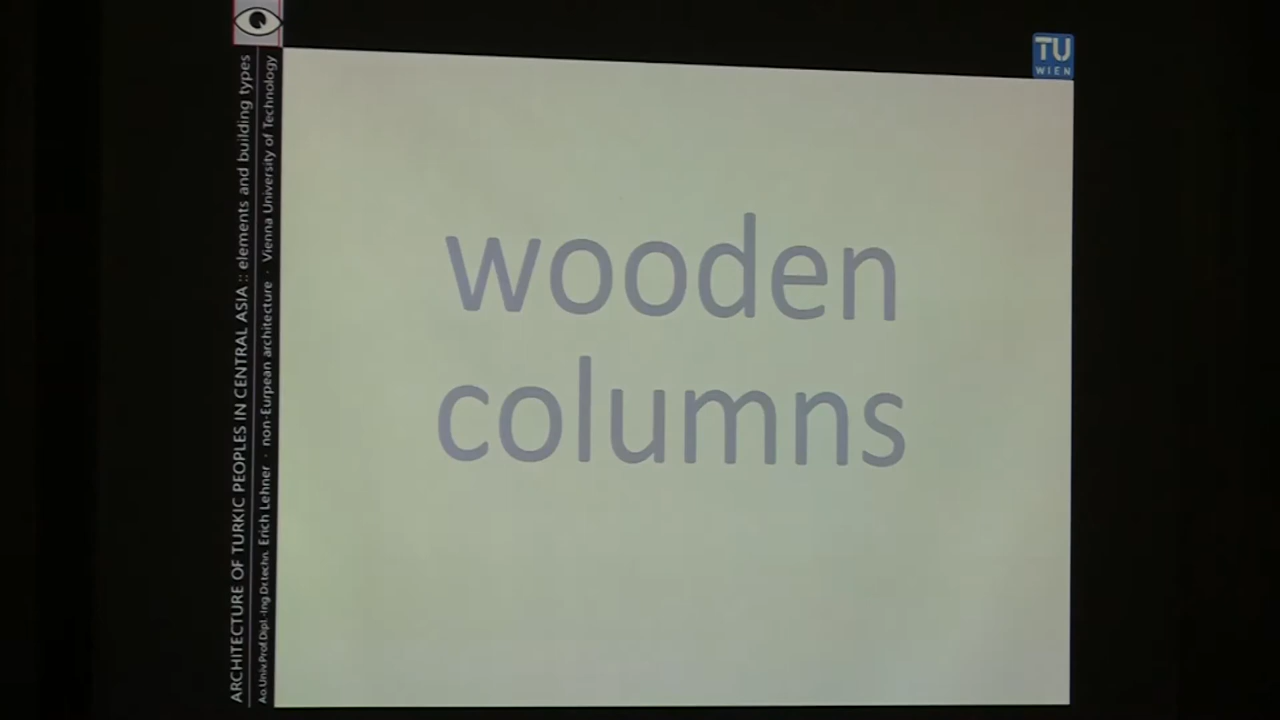 ARCHITECTURE OF TURKIC PEOPLES IN CENTRAL ASIA :: elements and building types
Ao.Univ.Prof.Dipl.-Ing Dr.techn. Erich Lehner · non-Eurpean architecture · Vienna University of Technology
TU
WIEN
wooden
columns